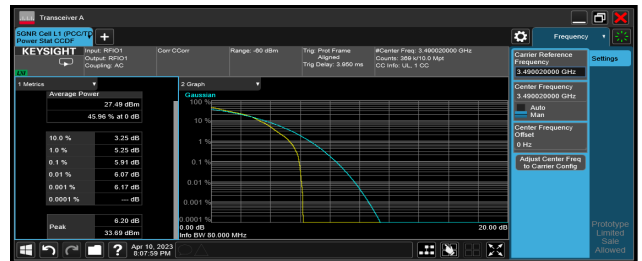 Transceiver A
5GNR Cell L1 (PCC/TD
Power Stat CCDF
Frequency
KEYSIGHT
Input: RFIO1
Output: RFIO1
Coupling: AC
Corr CCorr
Range: -60 dBm
Trig: Prot Frame
Aligned
Trig Delay: 3.950 ms
#Center Freq: 3.490020000 GHz
Counts: 369 k/10.0 Mpt
CC Info: UL, 1 CC
LU
Carrier Reference
Frequency
3.490020000 GHz
Settings
1 Metrics
2 Graph
Average Power
27.49 dBm
45.96 % at 0 dB
10.0 % 3.25 dB
1.0 % 5.25 dB
0.1 % 5.91 dB
0.01 % 6.07 dB
0.001 % 6.17 dB
0.0001 % — dB
Peak
6.20 dB
33.69 dBm
Gaussian
100 %
10 %
1 %
0.1 %
0.01 %
0.001 %
0.0001 %
0.00 dB
20.00 dB
Info BW 80.000 MHz
Center Frequency
3.490020000 GHz
Auto
Man
Center Frequency
Offset
0 Hz
Adjust Center Freq
to Carrier Config
Prototype
Limited
Sale
Allowed
Apr 10, 2023
8:07:59 PM